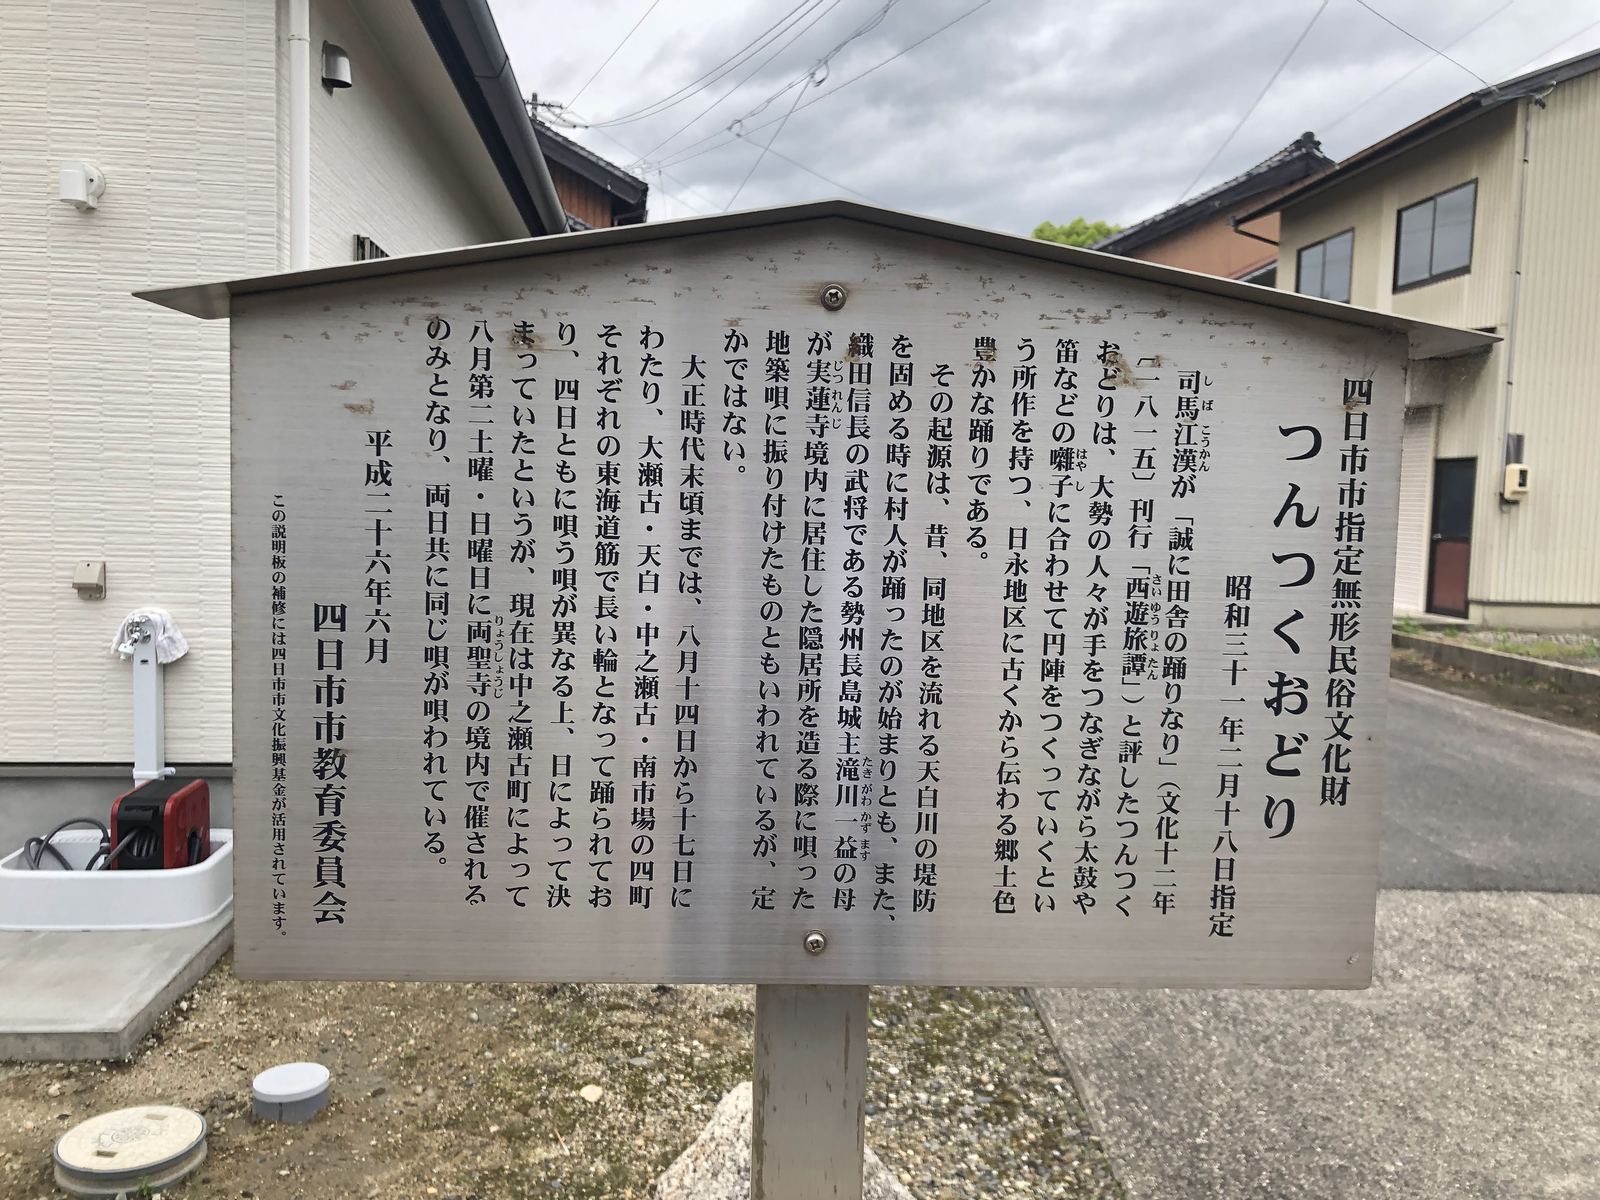 四日市市指定無形民俗文化財
つんつくおどり
昭和三十一年二月十八日指定
司馬江漢が「誠に田舎の踊りなり」（文化十二年
〔一八一五〕刊行「西遊旅譚」）と評したつんつく
おどりは、大勢の人々が手をつなぎながら太鼓や
笛などの囃子に合わせて円陣をつくっていくとい
う所作を持つ、日永地区に古くから伝わる郷土色
豊かな踊りである。
その起源は、昔、同地区を流れる天白川の堤防
を固める時に村人が踊ったのが始まりとも、また、
織田信長の武将である勢州長島城主滝川一益の母
が実蓮寺境内に居住した隠居所を造る際に唄った
地築唄に振り付けたものともいわれているが、定
かではない。
大正時代末頃までは、八月十四日から十七日に
わたり、大瀬古・天白・中之瀬古・南市場の四町
それぞれの東海道筋で長い輪となって踊られてお
り、四日ともに唄う唄が異なる上、日によって決
まっていたというが、現在は中之瀬古町によって
八月第二土曜・日曜日に両聖寺の境内で催される
のみとなり、両日共に同じ唄が唄われている。
平成二十六年六月
四日市市教育委員会
この説明板の補修には四日市市文化振興基金が活用されています。